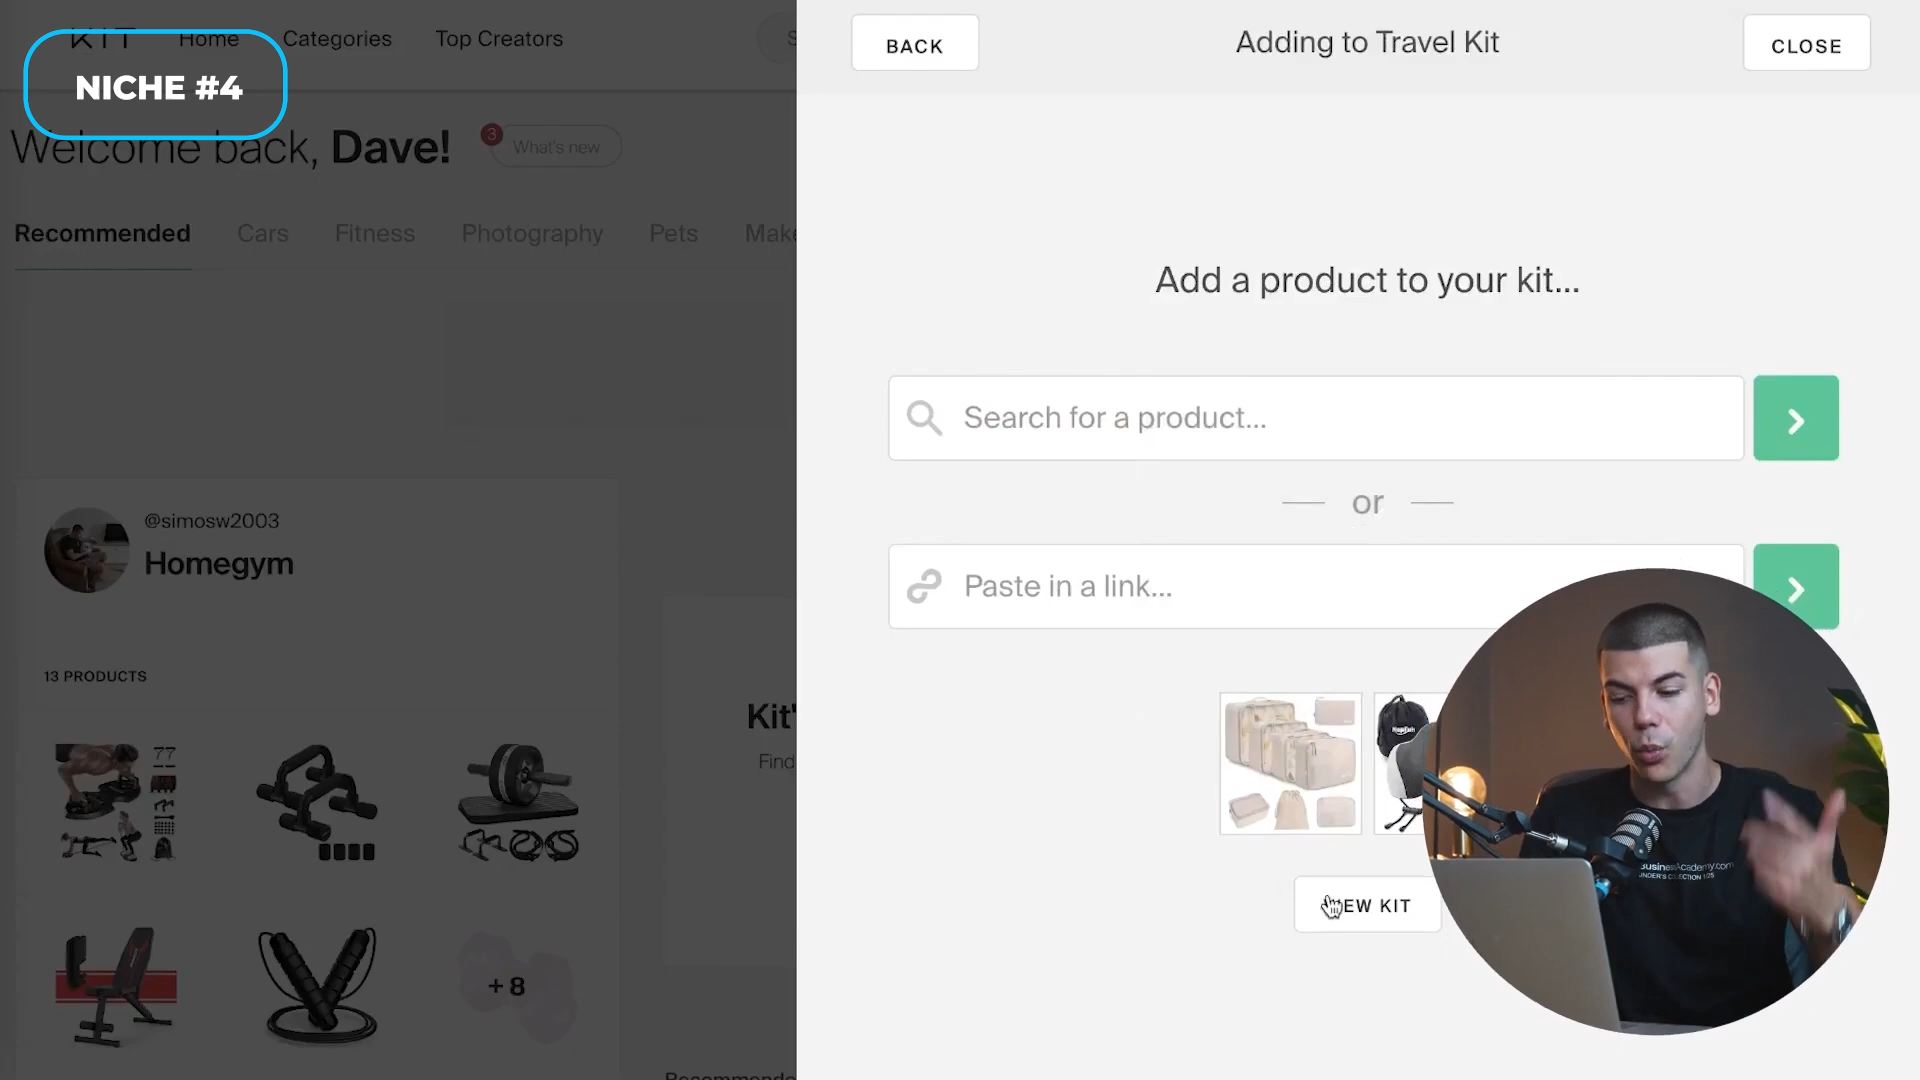 KIT Home Categories Top Creators
NICHE #4
Welcome back, Dave!
3
What's new
Recommended Cars Fitness Photography Pets
@simosw2003
Homegym
13 PRODUCTS
77
+8
Kit'
Find
BACK
Adding to Travel Kit
CLOSE
Add a product to your kit...
Search for a product...
or
Paste in a link...
EW KIT